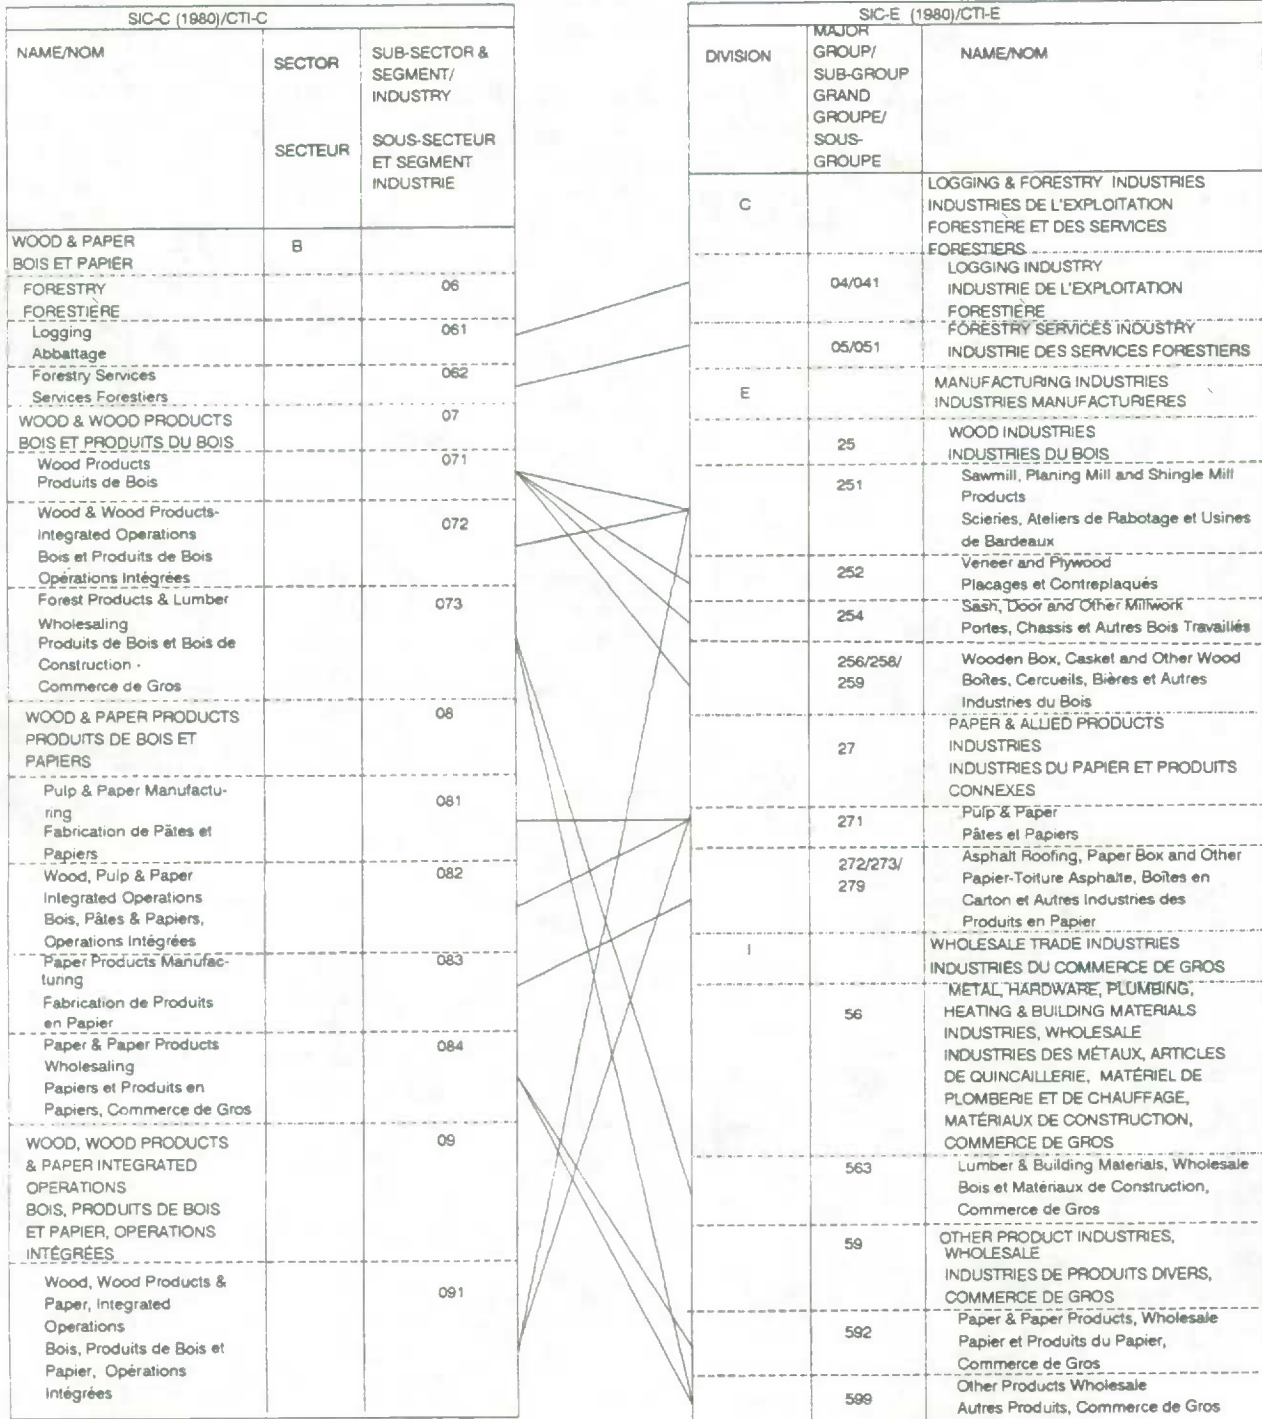 SIC-C (1980)/CTI-C
NAME/NOM
SECTOR
SECTEUR
SUB-SECTOR &
SEGMENT/
INDUSTRY
SOUS-SECTEUR
ET SEGMENT
INDUSTRIE
WOOD & PAPER B
BOIS ET PAPIER
FORESTRY 06
FORESTIÈRE
Logging 061
Abbattage
Forestry Services 062
Services Forestiers
WOOD & WOOD PRODUCTS 07
BOIS ET PRODUITS DU BOIS
Wood Products 071
Produits de Bois
Wood & Wood Products- 072
Integrated Operations
Bois et Produits de Bois
Opérations Intégrées
Forest Products & Lumber 073
Wholesaling
Produits de Bois et Bois de
Construction -
Commerce de Gros
WOOD & PAPER PRODUCTS 08
PRODUITS DE BOIS ET
PAPIERS
Pulp & Paper Manufactu- 081
ring
Fabrication de Pâtes et
Papiers
Wood, Pulp & Paper 082
Integrated Operations
Bois, Pâtes & Papiers,
Operations Intégrées
Paper Products Manufac- 083
turing
Fabrication de Produits
en Papier
Paper & Paper Products 084
Wholesaling
Papiers et Produits en
Papiers, Commerce de Gros
WOOD, WOOD PRODUCTS 09
& PAPER INTEGRATED
OPERATIONS
BOIS, PRODUITS DE BOIS
ET PAPIER, OPERATIONS
INTÉGRÉES
Wood, Wood Products & 091
Paper, Integrated
Operations
Bois, Produits de Bois et
Papier, Opérations
Intégrées
SIC-E (1980)/CTI-E
DIVISION
MAJOR
GROUP/
SUB-GROUP
GRAND
GROUPE/
SOUS-
GROUPE
NAME/NOM
C LOGGING & FORESTRY INDUSTRIES
INDUSTRIES DE L'EXPLOITATION
FORESTIÈRE ET DES SERVICES
FORESTIERS
04/041 LOGGING INDUSTRY
INDUSTRIE DE L'EXPLOITATION
FORESTIÈRE
05/051 FORESTRY SERVICES INDUSTRY
INDUSTRIE DES SERVICES FORESTIERS
E MANUFACTURING INDUSTRIES
INDUSTRIES MANUFACTURIERES
25 WOOD INDUSTRIES
INDUSTRIES DU BOIS
251 Sawmill, Planing Mill and Shingle Mill
Products
Scieries, Ateliers de Rabotage et Usines
de Bardeaux
252 Veneer and Plywood
Placages et Contreplaqués
254 Sash, Door and Other Millwork
Portes, Chassis et Autres Bois Travaillés
256/258/ Wooden Box, Casket and Other Wood
259 Boîtes, Cercueils, Bières et Autres
Industries du Bois
27 PAPER & ALLIED PRODUCTS
INDUSTRIES
INDUSTRIES DU PAPIER ET PRODUITS
CONNEXES
271 Pulp & Paper
Pâtes et Papiers
272/273/ Asphalt Roofing, Paper Box and Other
279 Papier-Toiture Asphalte, Boîtes en
Carton et Autres Industries des
Produits en Papier
I WHOLESALE TRADE INDUSTRIES
INDUSTRIES DU COMMERCE DE GROS
56 METAL, HARDWARE, PLUMBING,
HEATING & BUILDING MATERIALS
INDUSTRIES, WHOLESALE
INDUSTRIES DES MÉTAUX, ARTICLES
DE QUINCAILLERIE, MATÉRIEL DE
PLOMBERIE ET DE CHAUFFAGE,
MATÉRIAUX DE CONSTRUCTION,
COMMERCE DE GROS
563 Lumber & Building Materials, Wholesale
Bois et Matériaux de Construction,
Commerce de Gros
59 OTHER PRODUCT INDUSTRIES,
WHOLESALE
INDUSTRIES DE PRODUITS DIVERS,
COMMERCE DE GROS
592 Paper & Paper Products, Wholesale
Papier et Produits du Papier,
Commerce de Gros
599 Other Products Wholesale
Autres Produits, Commerce de Gros